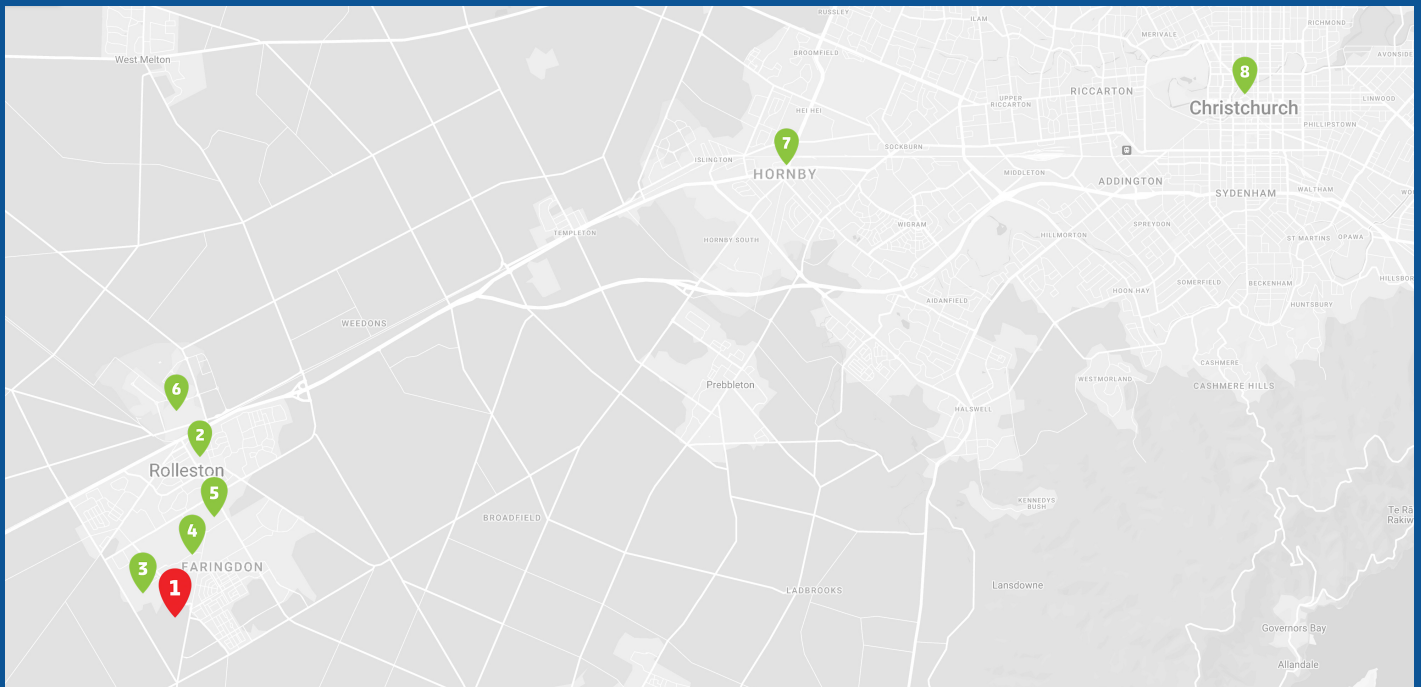 RUSSLEY
ILAM
RICHMOND
MERIVALE
BROOMFIELD
AVONSIDE
West Melton
8
RICCARTON
UPPER
RICCARTON
LINWOOD
Christchurch
HEI HEI
PHILLIPSTOWN
7
SOCKBURN
ISLINGTON
HORNBY
MIDDLETON
ADDINGTON
SYDENHAM
WALTHAM
WO
WIGRAM
SPREYDON
TEMPLETON
HORNBY SOUTH
HILLMORTON
ST MARTINS
OPAWA
HILLSBOR
HOON HAY
SOMERFIELD
BECKENHAM
AIDANFIELD
HUNTSBURY
WEEDONS
CASHMERE
WESTMORLAND
CASHMERE HILLS
Prebbleton
6
HALSWELL
2
Rolleston
5
KENNEDYS
BUSH
Te Rā
Rakiw
BROADFIELD
4
FARINGDON
3
1
LADBROOKS
Lansdowne
Governors Bay
Allandale